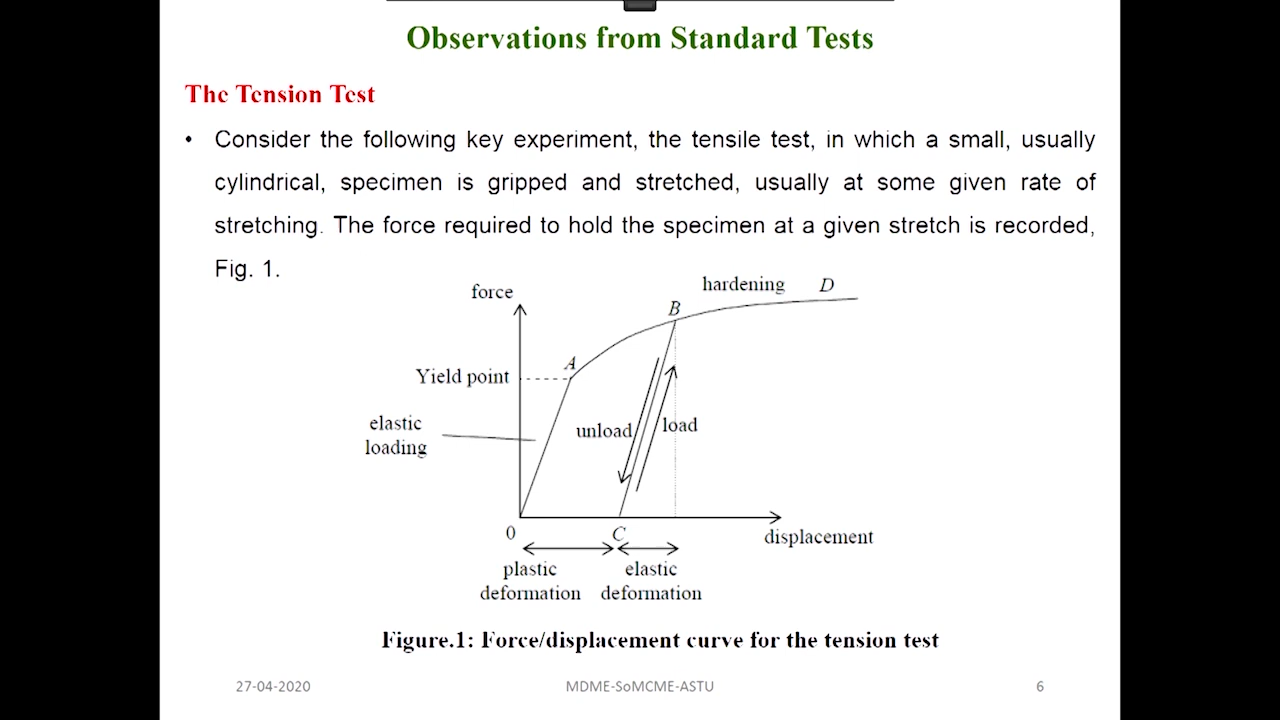 Observations from Standard Tests
The Tension Test
• Consider the following key experiment, the tensile test, in which a small, usually
cylindrical, specimen is gripped and stretched, usually at some given rate of
stretching. The force required to hold the specimen at a given stretch is recorded,
Fig. 1.
hardening D
force
B
A
Yield point
elastic
loading
unload
load
0
C
displacement
plastic
deformation
elastic
deformation
Figure.1: Force/displacement curve for the tension test
27-04-2020
MDME-SoMCME-ASTU
6